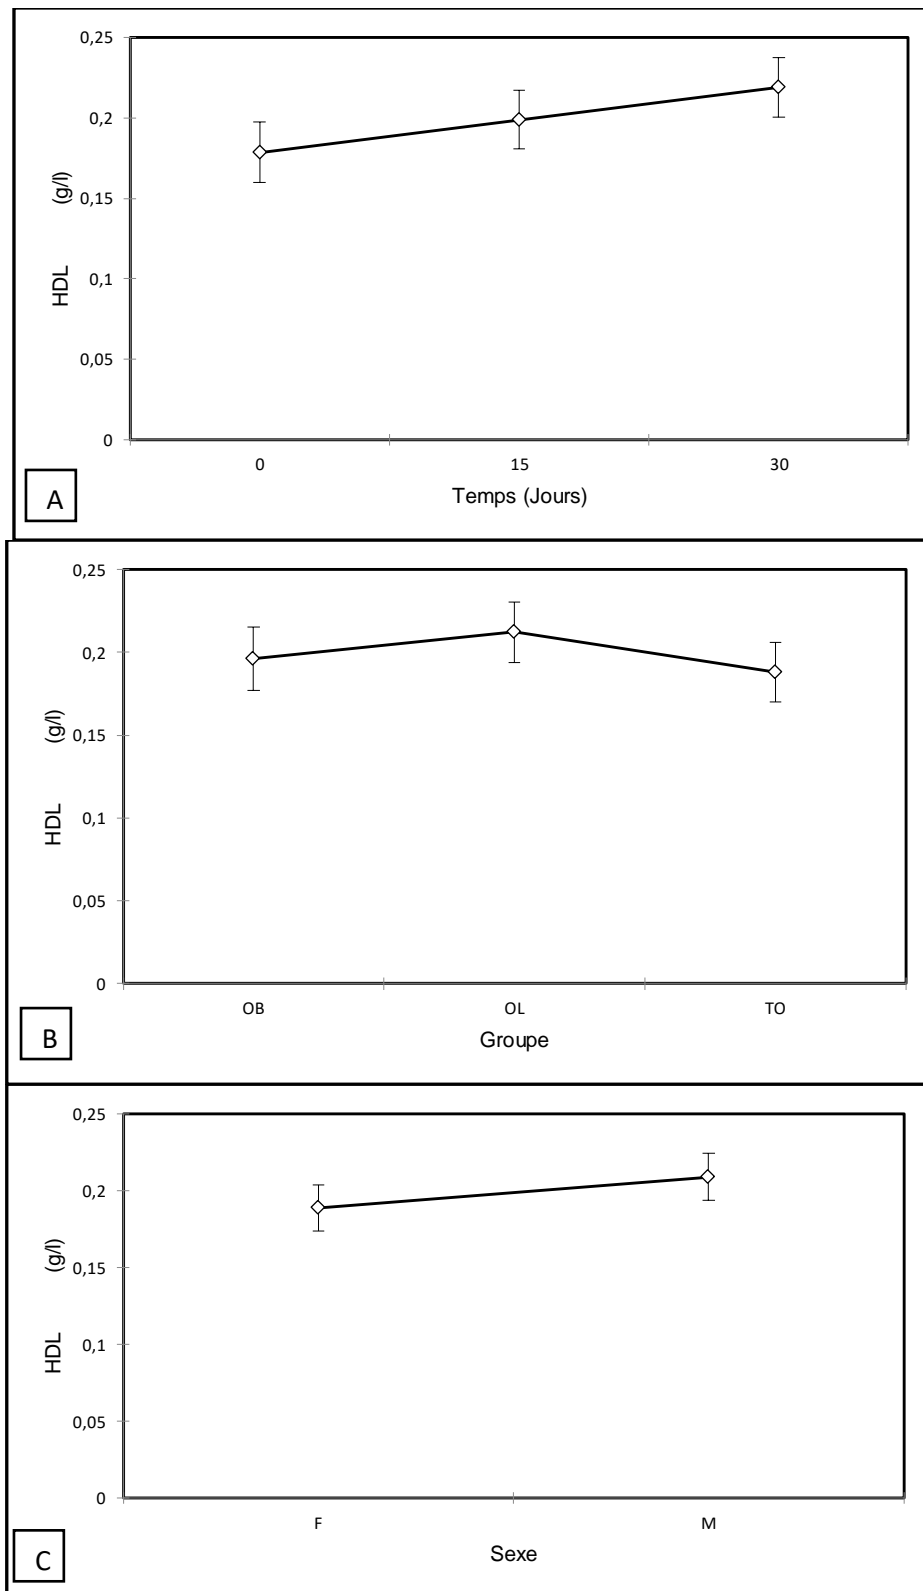 0,25
0,2
0,15
0,1
0,05
0
HDL (g/l)
0 15 30
Temps (Jours)
A
0,25
0,2
0,15
0,1
0,05
0
HDL (g/l)
OB OL TO
Groupe
B
0,25
0,2
0,15
0,1
0,05
0
HDL (g/l)
F M
Sexe
C